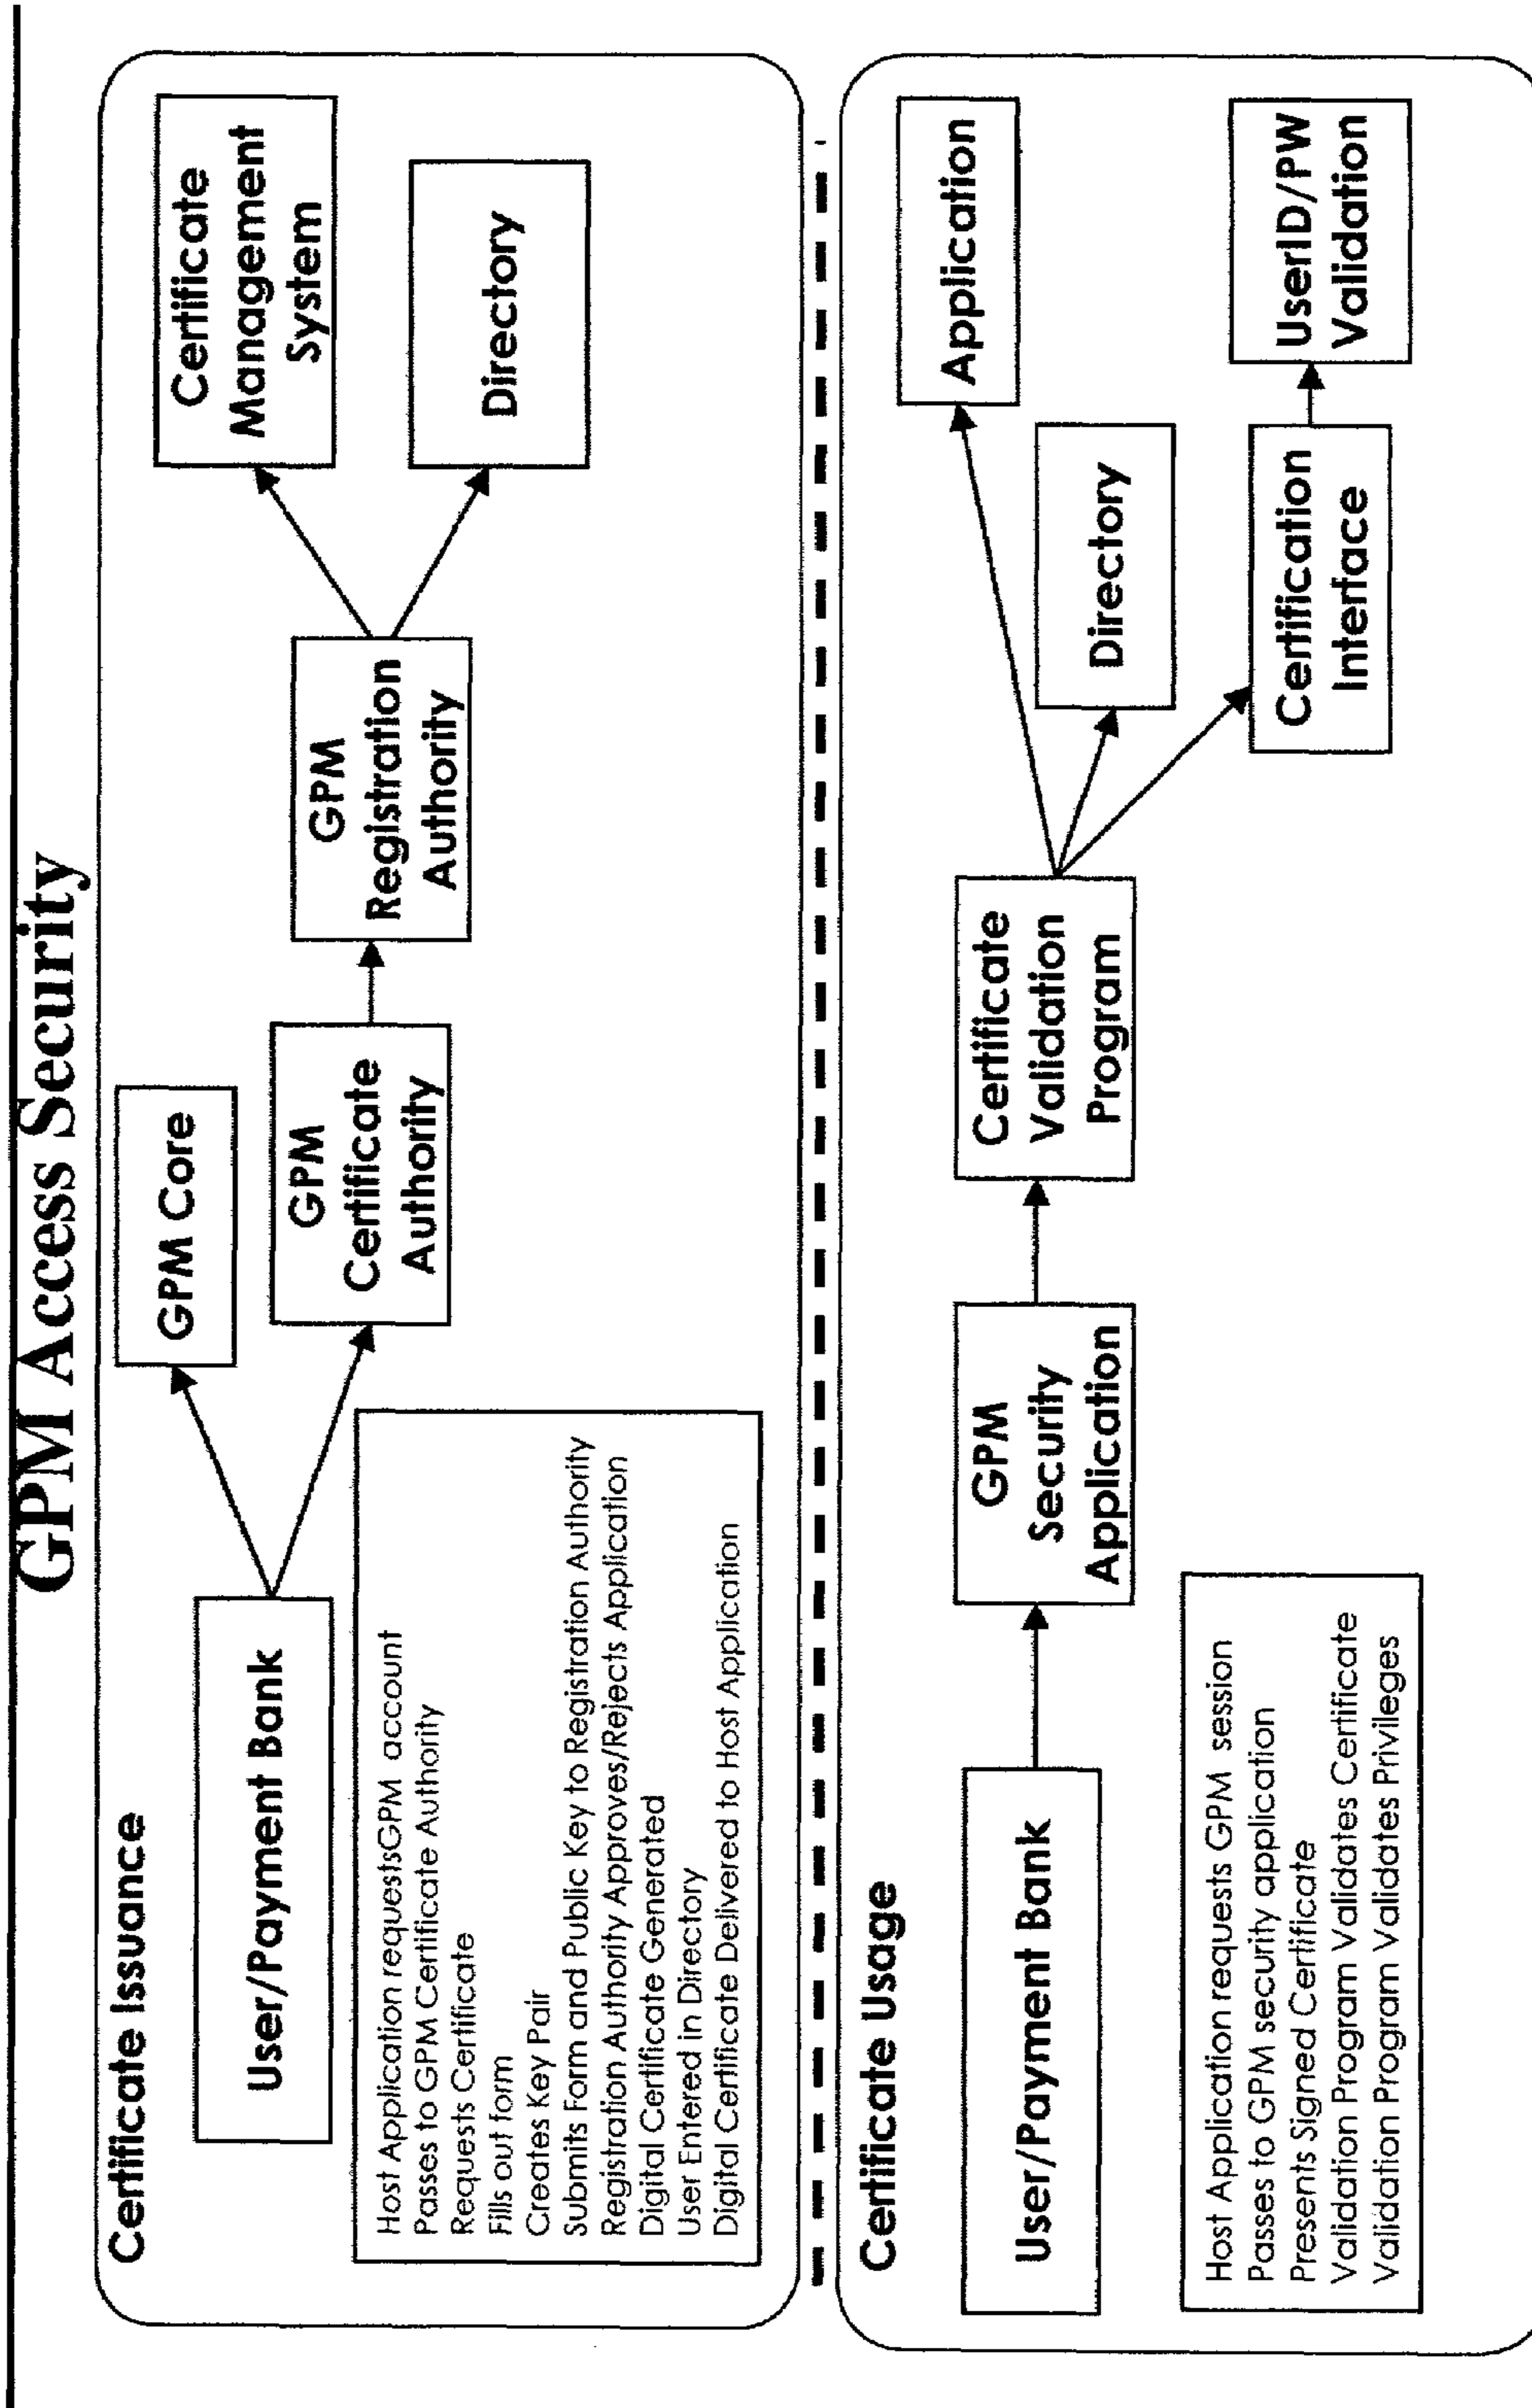 GPM Access Security
Certificate Issuance
User/Payment Bank
GPM Core
GPM
Certificate
Authority
GPM
Registration
Authority
Certificate
Management
System
Directory
Host Application requestsGPM account
Passes to GPM Certificate Authority
Requests Certificate
Fills out form
Creates Key Pair
Submits Form and Public Key to Registration Authority
Registration Authority Approves/Rejects Application
Digital Certificate Generated
User Entered in Directory
Digital Certificate Delivered to Host Application
Certificate Usage
User/Payment Bank
GPM
Security
Application
Certificate
Validation
Program
Application
Directory
Certification
Interface
UserID/PW
Validation
Host Application requests GPM session
Passes to GPM security application
Presents Signed Certificate
Validation Program Validates Certificate
Validation Program Validates Privileges